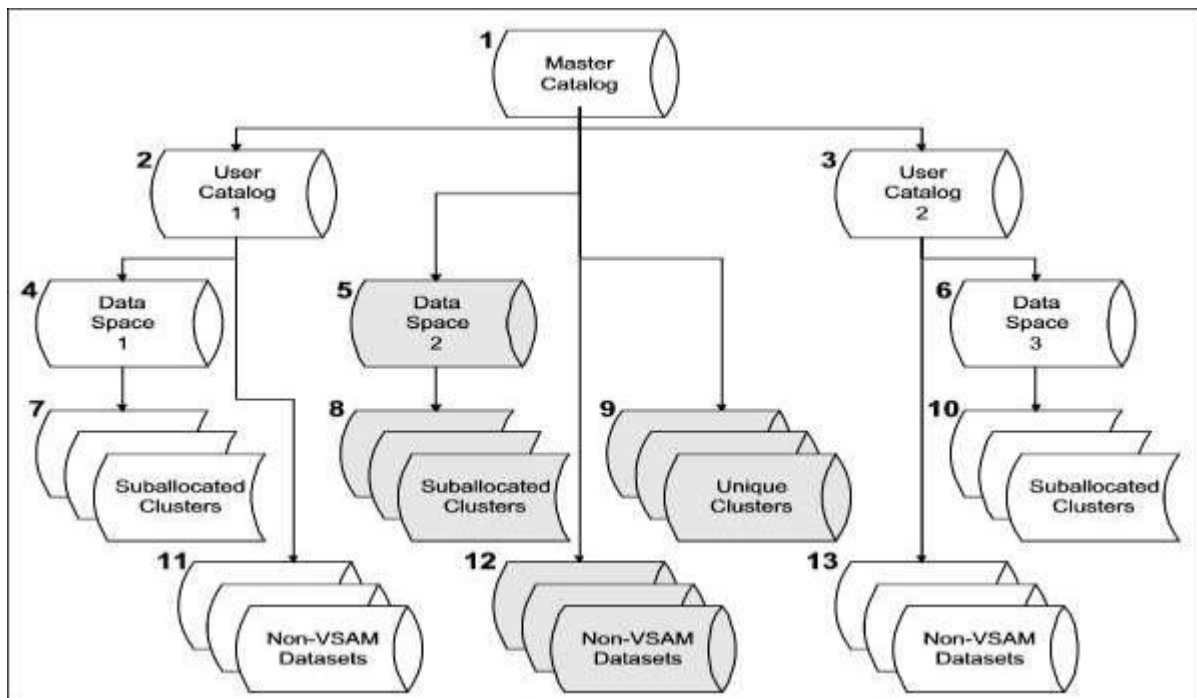 1
Master
Catalog
2
User
Catalog
1
3
User
Catalog
2
4
Data
Space
1
5
Data
Space
2
6
Data
Space
3
7
Suballocated
Clusters
8
Suballocated
Clusters
9
Unique
Clusters
10
Suballocated
Clusters
11
Non-VSAM
Datasets
12
Non-VSAM
Datasets
13
Non-VSAM
Datasets